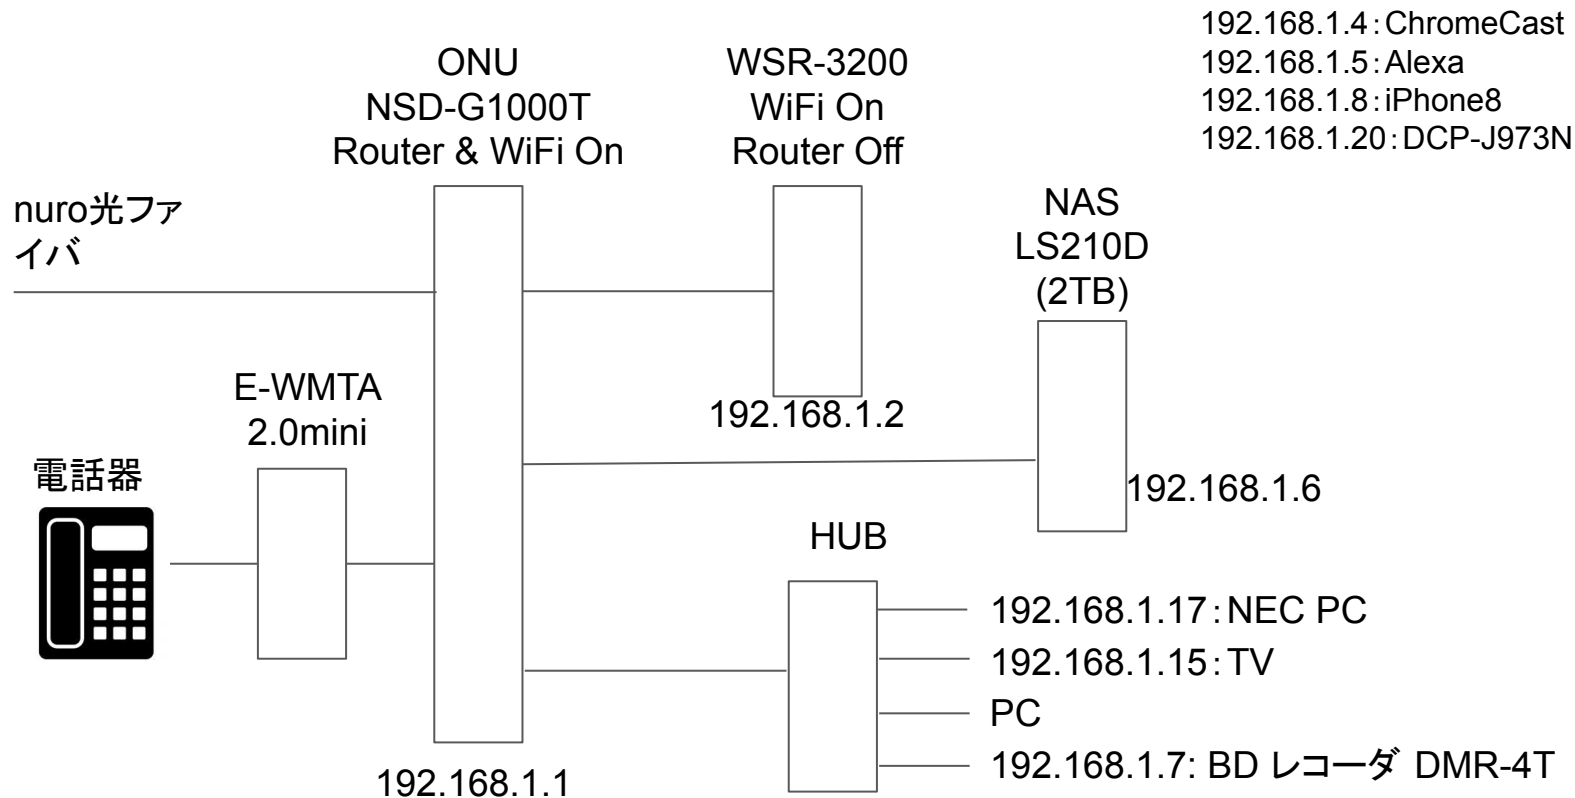 192.168.1.4：ChromeCast
192.168.1.5：Alexa
192.168.1.8：iPhone8
192.168.1.20：DCP-J973N
ONU
NSD-G1000T
Router & WiFi On
WSR-3200
WiFi On
Router Off
nuro光ファ
イバ
NAS
LS210D
(2TB)
E-WMTA
2.0mini
192.168.1.2
電話器
192.168.1.6
HUB
192.168.1.17：NEC PC
192.168.1.15：TV
PC
192.168.1.7: BD レコーダ DMR-4T
192.168.1.1